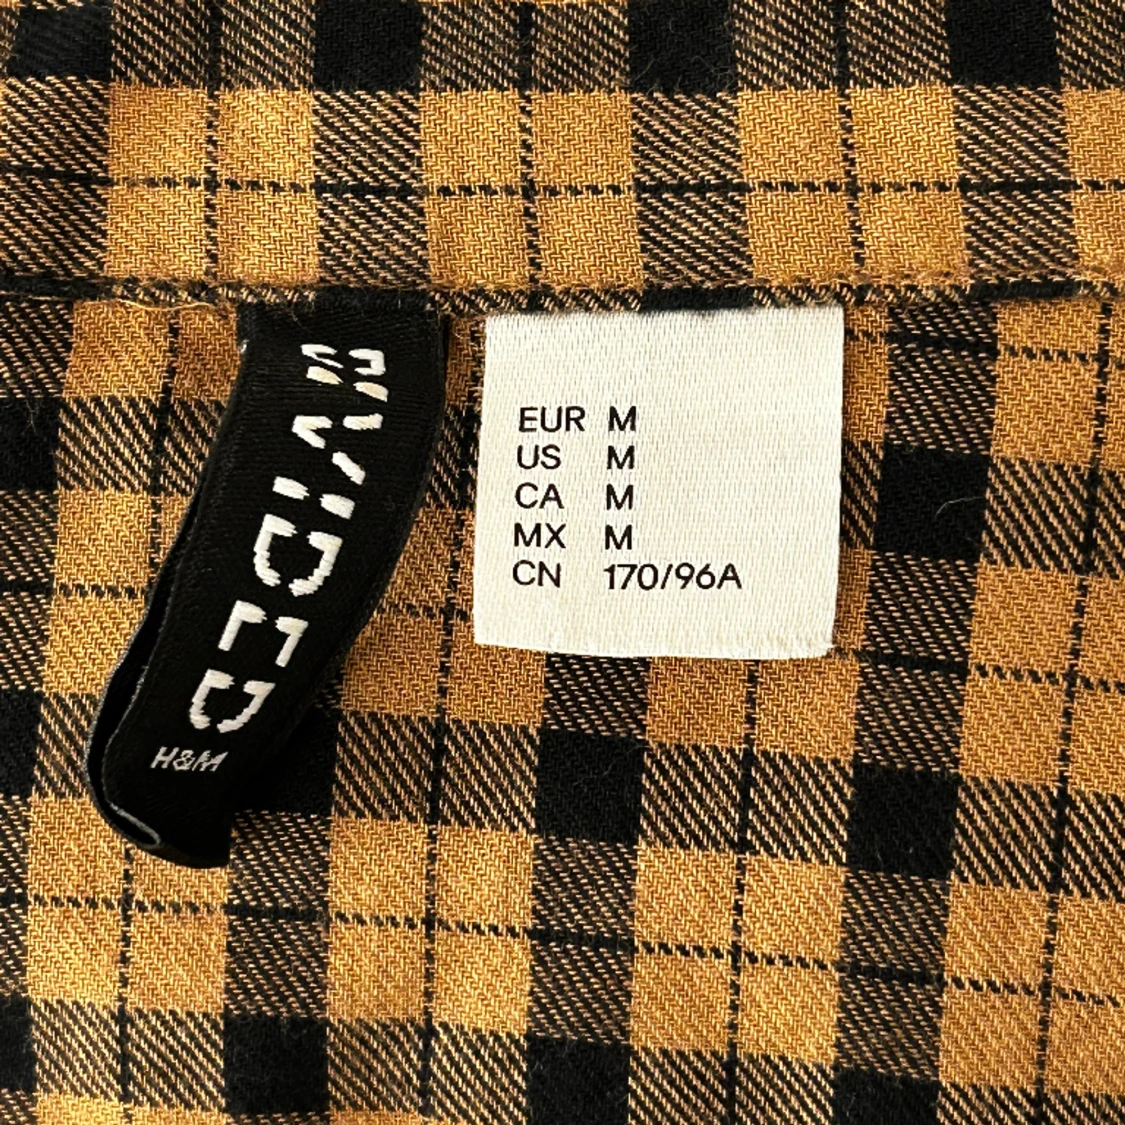 DIVIDED
H&M
EUR M
US M
CA M
MX M
CN 170/96A